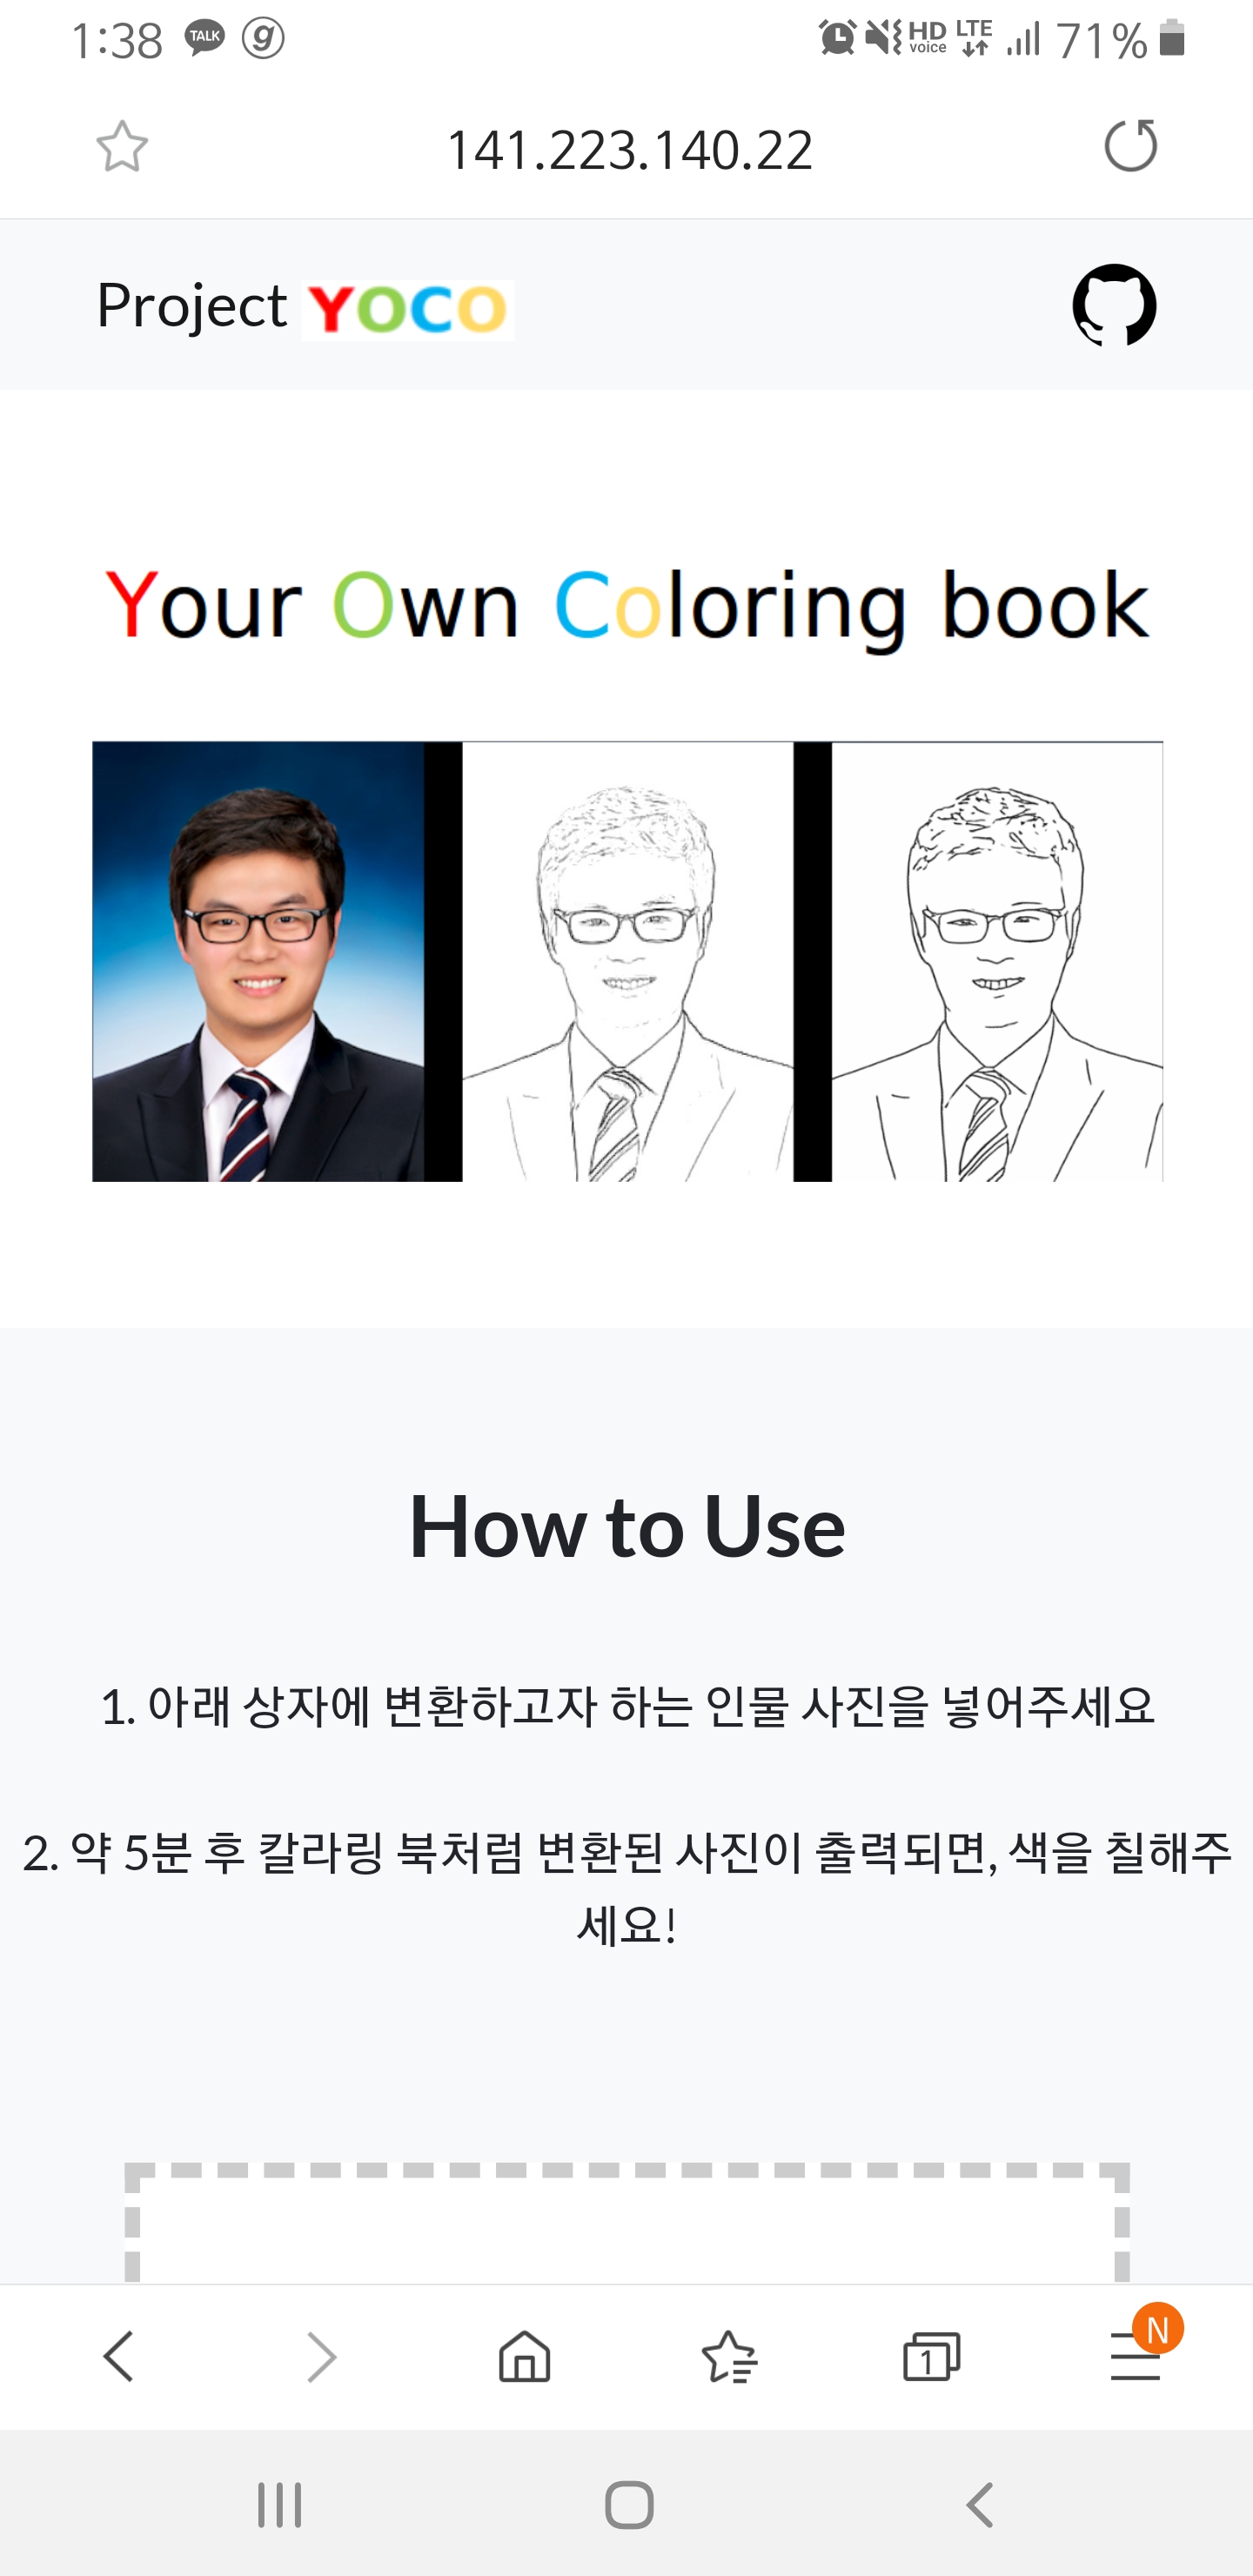 1:38 TALK g HD voice LTE 71%
141.223.140.22
Project YOCO
Your Own Coloring book
How to Use
1. 아래 상자에 변환하고자 하는 인물 사진을 넣어주세요
2. 약 5분 후 칼라링 북처럼 변환된 사진이 출력되면, 색을 칠해주
세요!
1 N